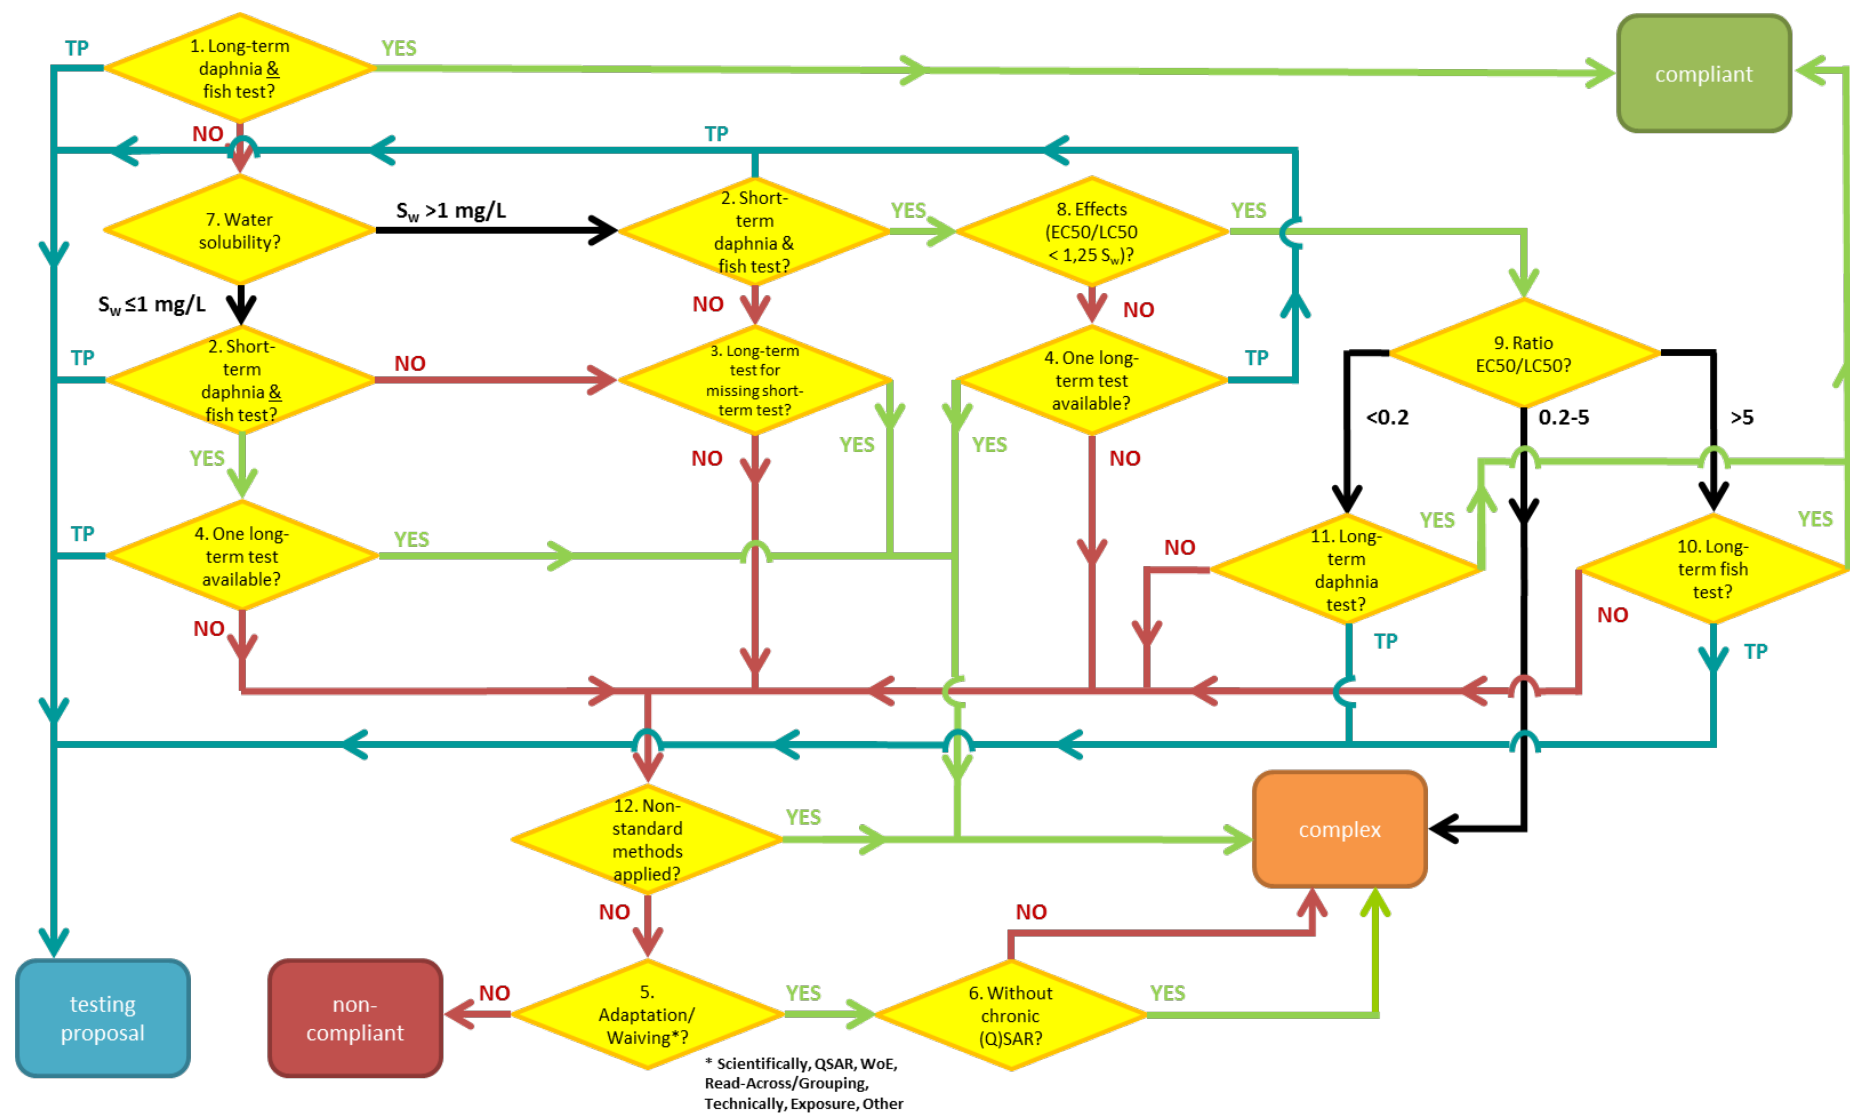 TP
1. Long-term
daphnia &
fish test?
YES
compliant
NO
TP
7. Water
solubility?
Sw >1 mg/L
2. Short-
term
daphnia &
fish test?
YES
8. Effects
(EC50/LC50
< 1,25 Sw)?
YES
Sw ≤1 mg/L
NO
NO
9. Ratio
EC50/LC50?
TP
2. Short-
term
daphnia &
fish test?
NO
3. Long-term
test for
missing short-
term test?
4. One long-
term test
available?
TP
<0.2
0.2-5
>5
YES
NO
YES
YES
NO
TP
4. One long-
term test
available?
YES
NO
11. Long-
term
daphnia
test?
YES
10. Long-
term fish
test?
YES
NO
TP
NO
TP
12. Non-
standard
methods
applied?
YES
complex
NO
NO
testing
proposal
non-
compliant
NO
5.
Adaptation/
Waiving*?
YES
6. Without
chronic
(Q)SAR?
YES
* Scientifically, QSAR, WoE,
Read-Across/Grouping,
Technically, Exposure, Other